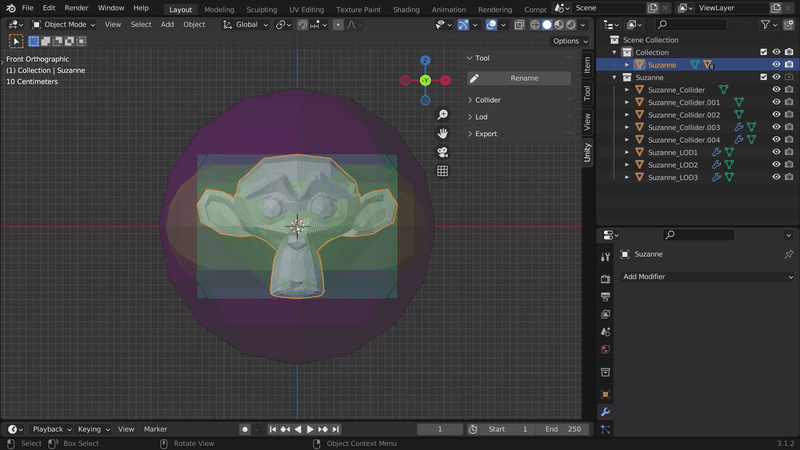 File Edit Render Window Help Layout Modeling Sculpting UV Editing Texture Paint Shading Animation Rendering Scene ViewLayer
Object Mode View Select Add Object Global
Options
Front Orthographic
(1) Collection | Suzanne
10 Centimeters
Z
-Y
Tool
Rename
Collider
Lod
Export
Item
Tool
View
Unity
Scene Collection
Collection
Suzanne
Suzanne
Suzanne_Collider
Suzanne_Collider.001
Suzanne_Collider.002
Suzanne_Collider.003
Suzanne_Collider.004
Suzanne_LOD1
Suzanne_LOD2
Suzanne_LOD3
Suzanne
Add Modifier
Playback Keying View Marker 1 Start 1 End 250
Select Box Select Rotate View Object Context Menu 3.1.2